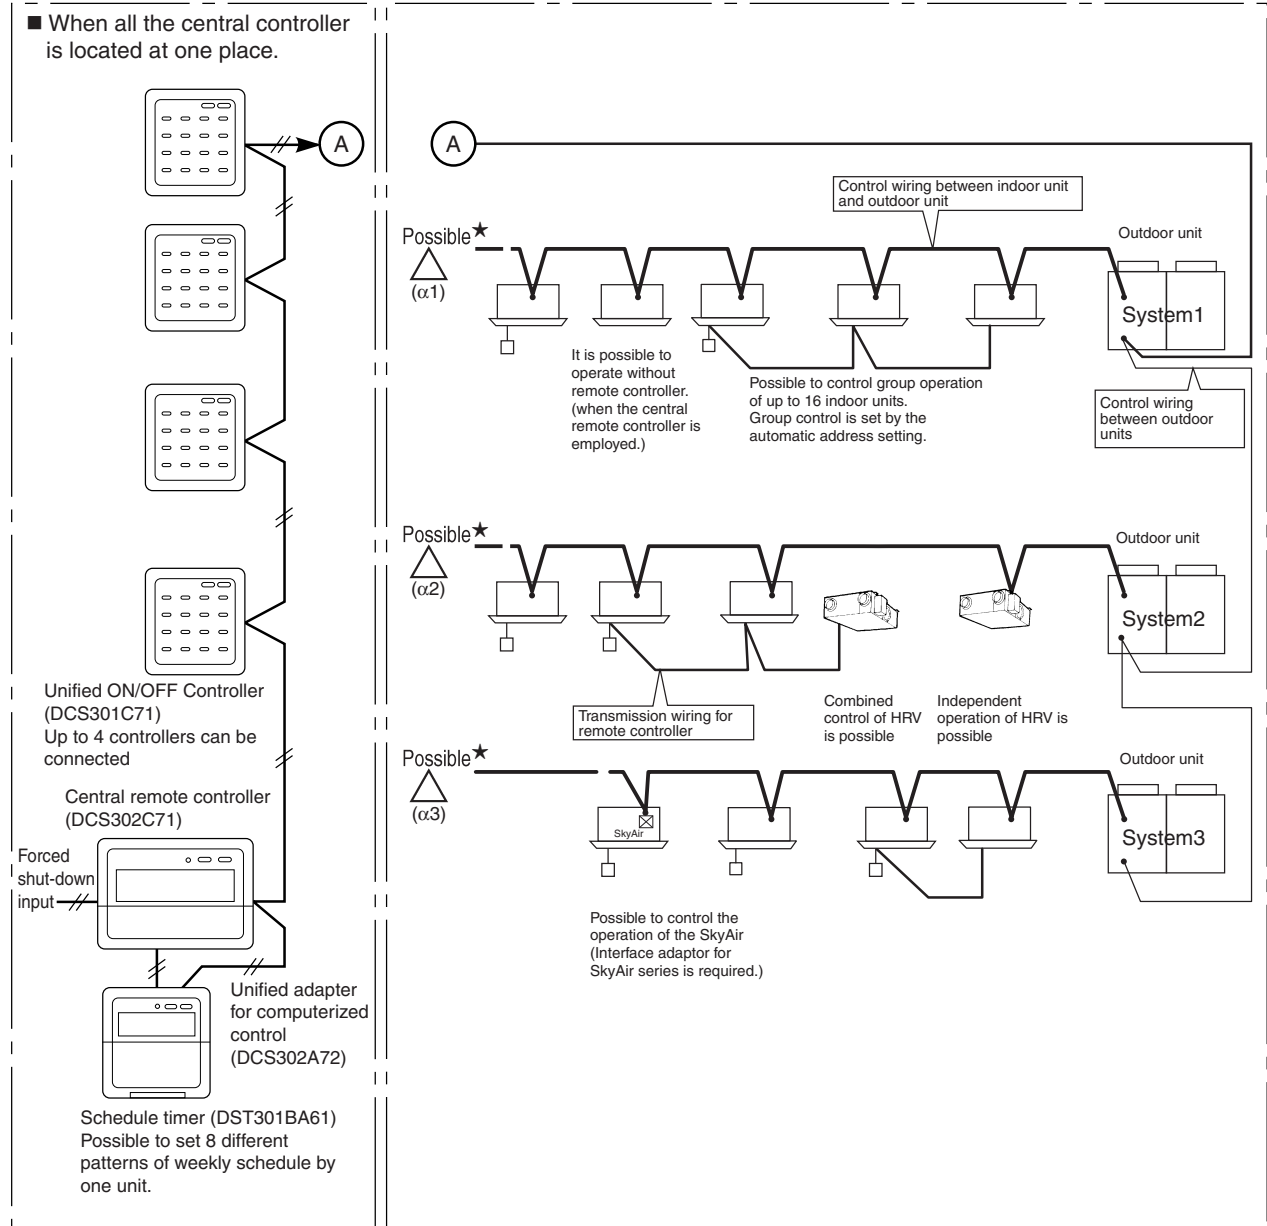 ■ When all the central controller
is located at one place.
A
Unified ON/OFF Controller
(DCS301C71)
Up to 4 controllers can be
connected
Central remote controller
(DCS302C71)
Forced
shut-down
input
Unified adapter
for computerized
control
(DCS302A72)
Schedule timer (DST301BA61)
Possible to set 8 different
patterns of weekly schedule by
one unit.
A
Control wiring between indoor unit
and outdoor unit
Possible★
(α1)
Outdoor unit
System1
It is possible to
operate without
remote controller.
(when the central
remote controller is
employed.)
Possible to control group operation
of up to 16 indoor units.
Group control is set by the
automatic address setting.
Control wiring
between outdoor
units
Possible★
(α2)
Outdoor unit
System2
Transmission wiring for
remote controller
Combined
control of HRV
is possible
Independent
operation of HRV is
possible
Possible★
(α3)
Outdoor unit
SkyAir
System3
Possible to control the
operation of the SkyAir
(Interface adaptor for
SkyAir series is required.)